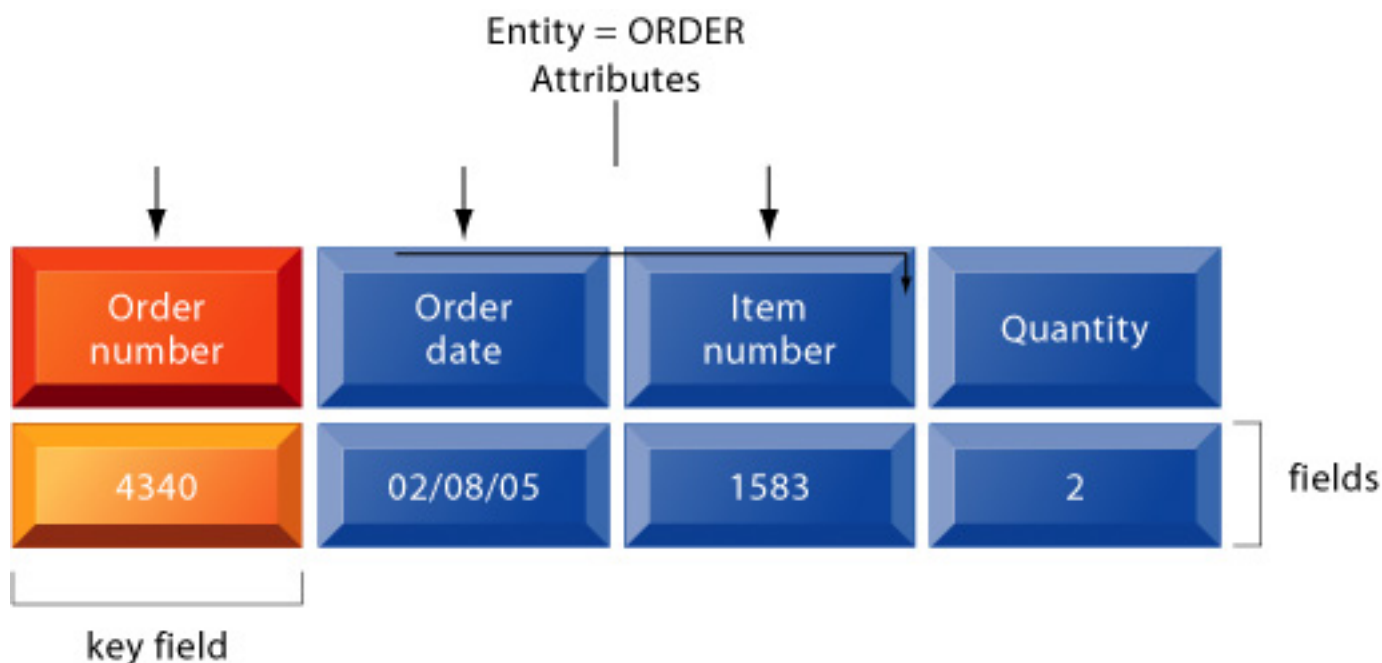 Entity = ORDER
Attributes
Order
number
Order
date
Item
number
Quantity
4340
02/08/05
1583
2
fields
key field